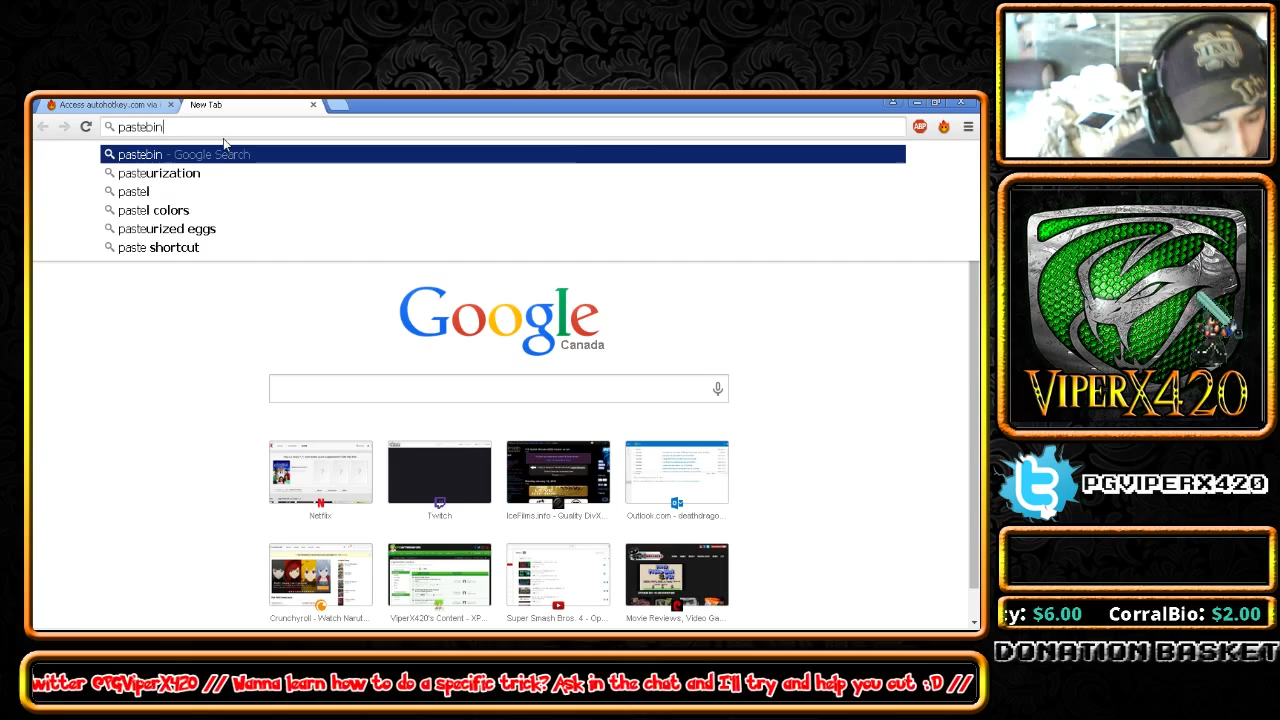 Access autohotkey.com via
New Tab
pastebin
ABP
pastebin - Google Search
pasteurization
pastel
pastel colors
pasteurized eggs
paste shortcut
Google
Canada
Netflix
Twitch
IceFilms.info - Quality DivX...
Outlook.com - deathdrago...
Crunchyroll - Watch Narut...
ViperX420's Content - XP...
Super Smash Bros. 4 - Op...
Movie Reviews, Video Ga...
VIPERX420
PGVIPERX420
y: $6.00 CorralBio: $2.00
DONATION BASKET
witter @PGViperX420 // Wanna learn how to do a specific trick? Ask in the chat and I'll try and help you out :D //